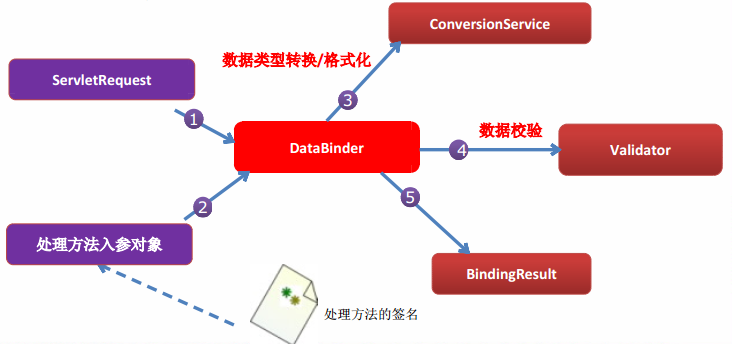 ConversionService
数据类型转换/格式化
ServletRequest
3
1
数据校验
DataBinder
4
Validator
2
5
处理方法入参对象
BindingResult
处理方法的签名